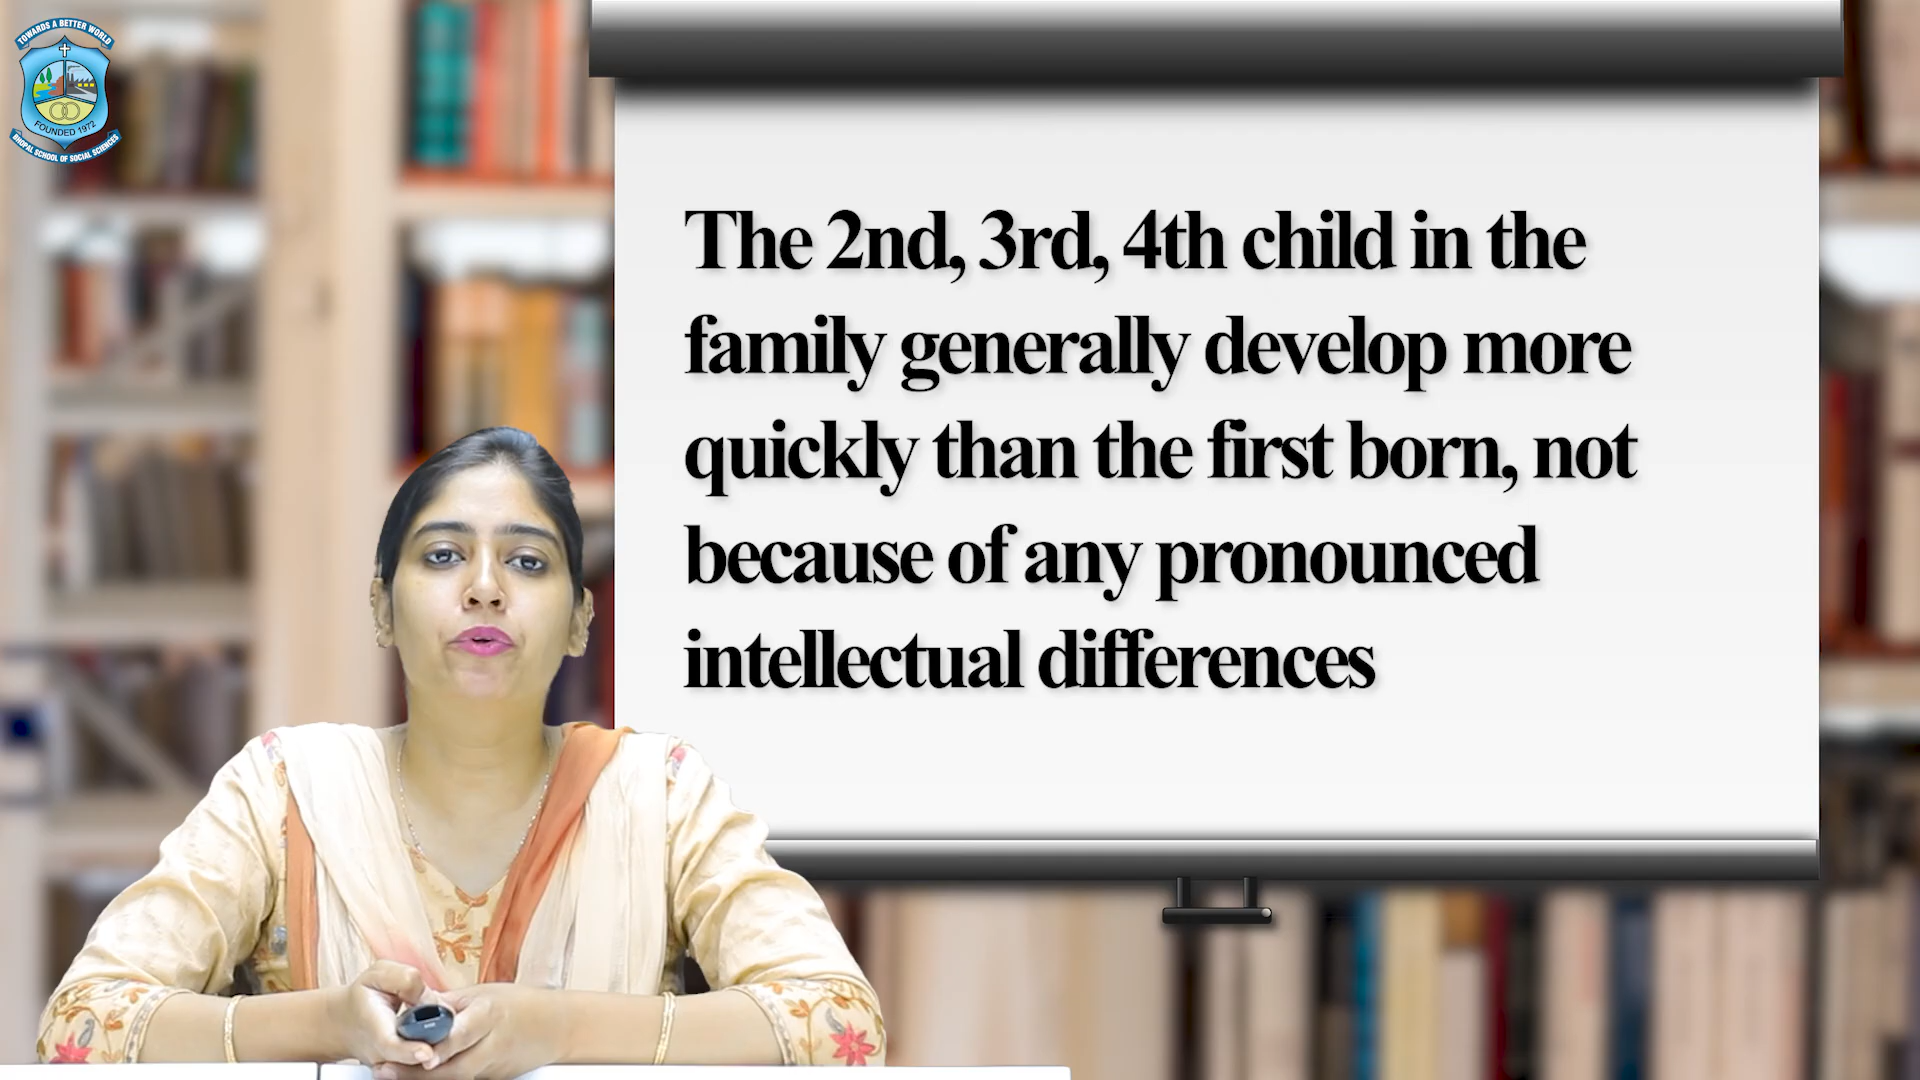 TOWARDS A BETTER WORLD
FOUNDED 1972
BHOPAL SCHOOL OF SOCIAL SCIENCES
The 2nd, 3rd, 4th child in the
family generally develop more
quickly than the first born, not
because of any pronounced
intellectual differences